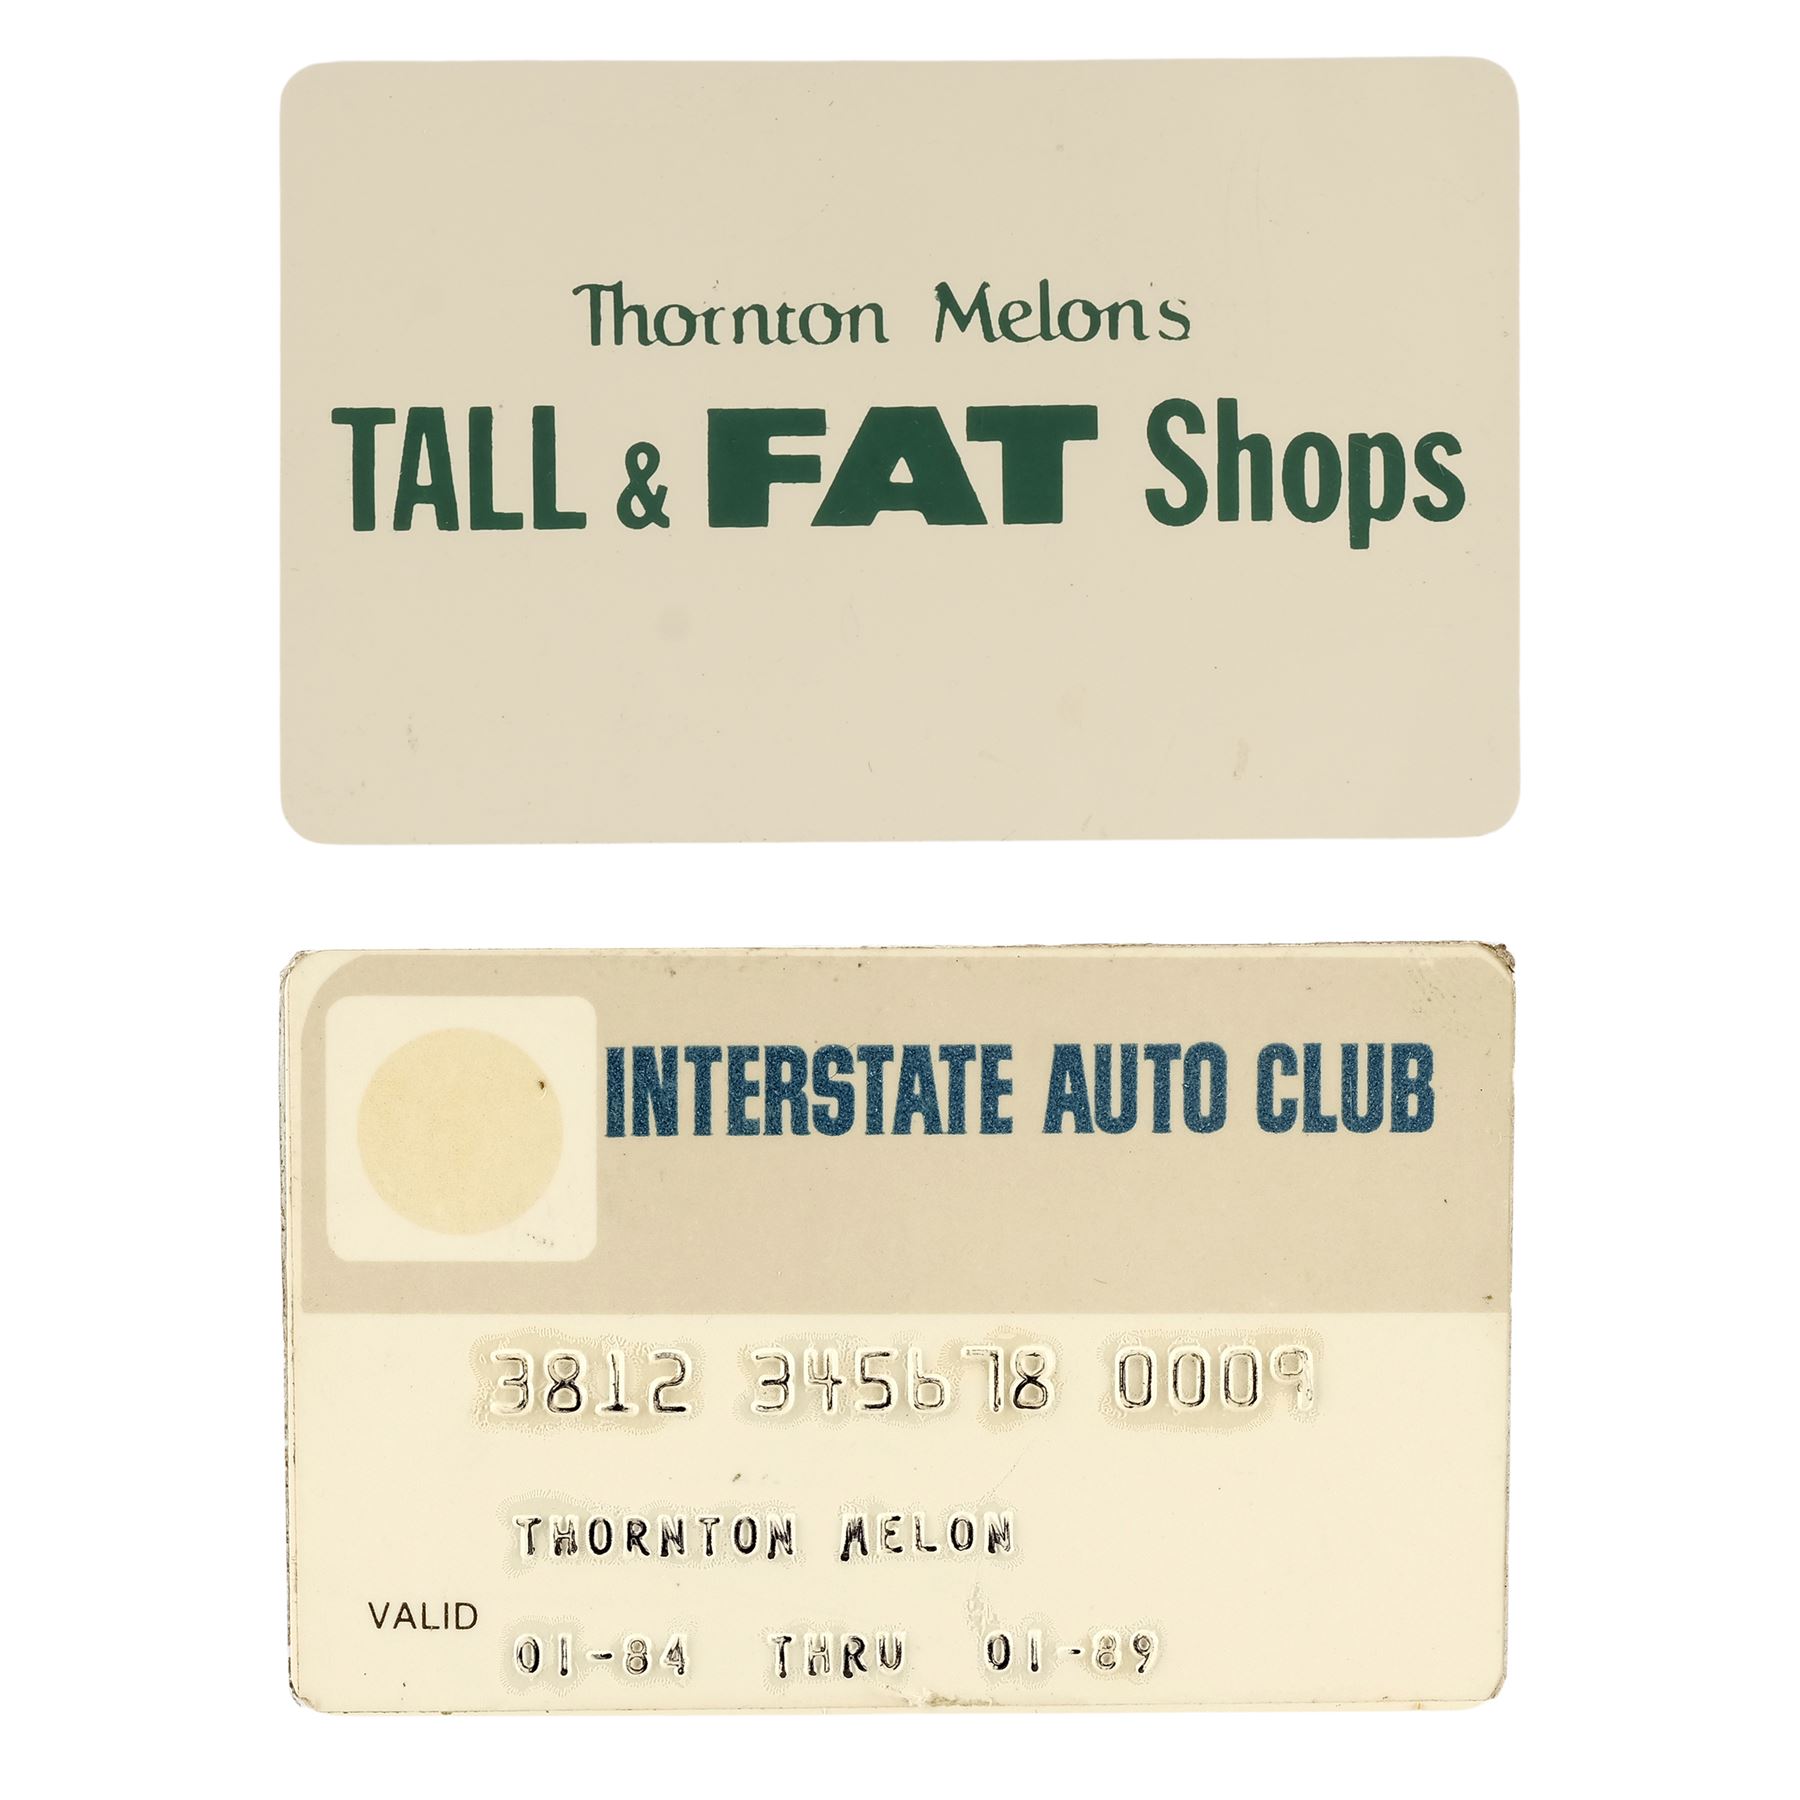 Thornton Melon's
TALL & FAT Shops
INTERSTATE AUTO CLUB
3812 345678 0009
THORNTON MELON
VALID
01-84 THRU 01-89